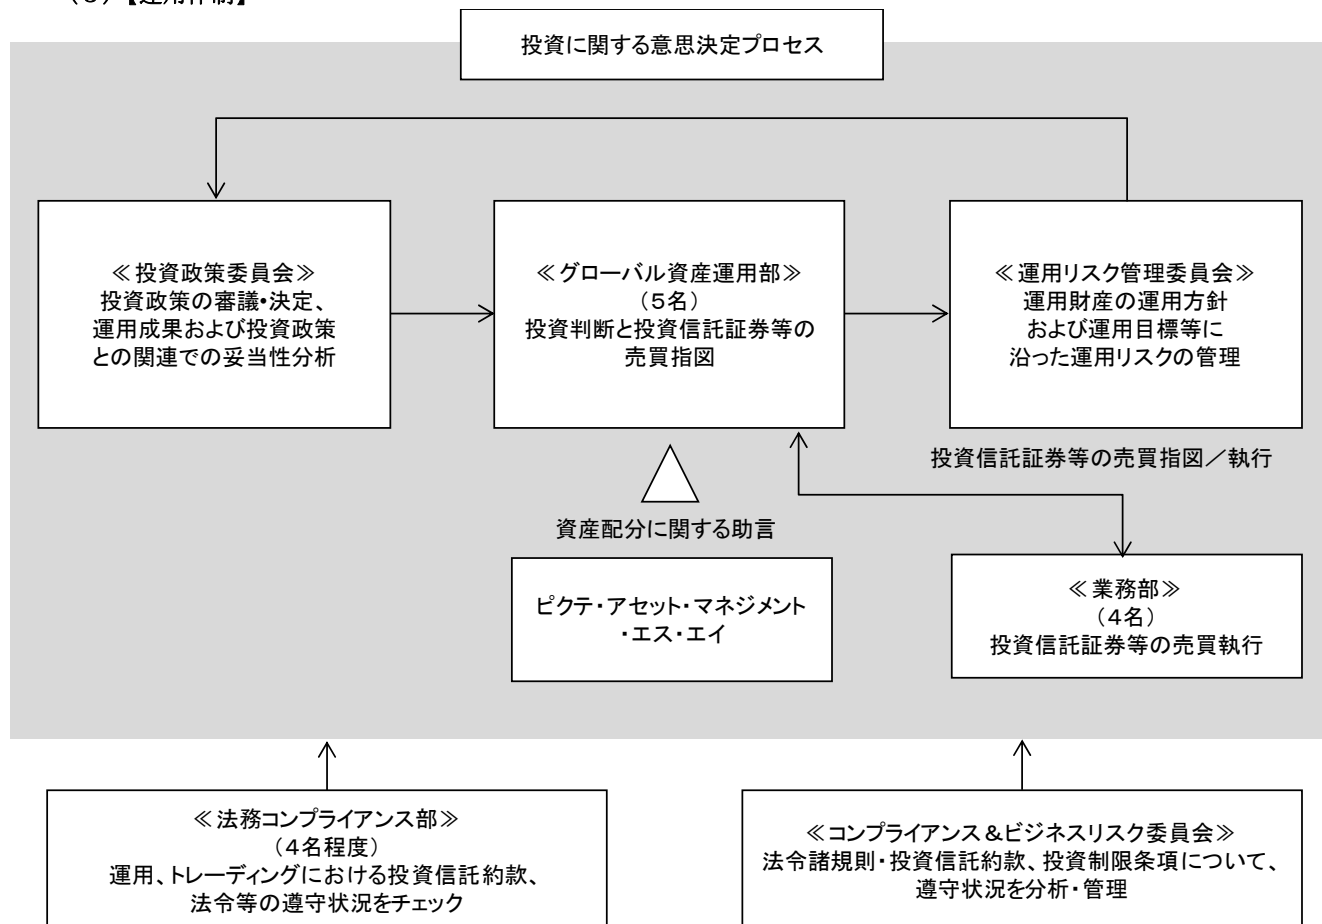 【運用体制】
投資に関する意思決定プロセス
≪投資政策委員会≫
投資政策の審議・決定、
運用成果および投資政策
との関連での妥当性分析
≪グローバル資産運用部≫
（５名）
投資判断と投資信託証券等の
売買指図
≪運用リスク管理委員会≫
運用財産の運用方針
および運用目標等に
沿った運用リスクの管理
投資信託証券等の売買指図／執行
資産配分に関する助言
ピクテ・アセット・マネジメント
・エス・エイ
≪業務部≫
（４名）
投資信託証券等の売買執行
≪法務コンプライアンス部≫
（４名程度）
運用、トレーディングにおける投資信託約款、
法令等の遵守状況をチェック
≪コンプライアンス＆ビジネスリスク委員会≫
法令諸規則・投資信託約款、投資制限条項について、
遵守状況を分析・管理